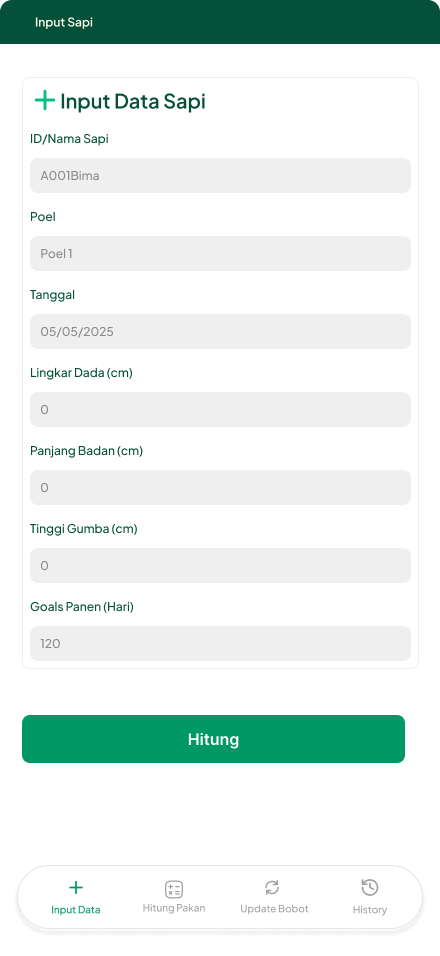 Input Sapi
Input Data Sapi
ID/Nama Sapi
A001Bima
Poel
Poel 1
Tanggal
05/05/2025
Lingkar Dada (cm)
0
Panjang Badan (cm)
0
Tinggi Gumba (cm)
0
Goals Panen (Hari)
120
Hitung
Input Data
Hitung Pakan
Update Bobot
History